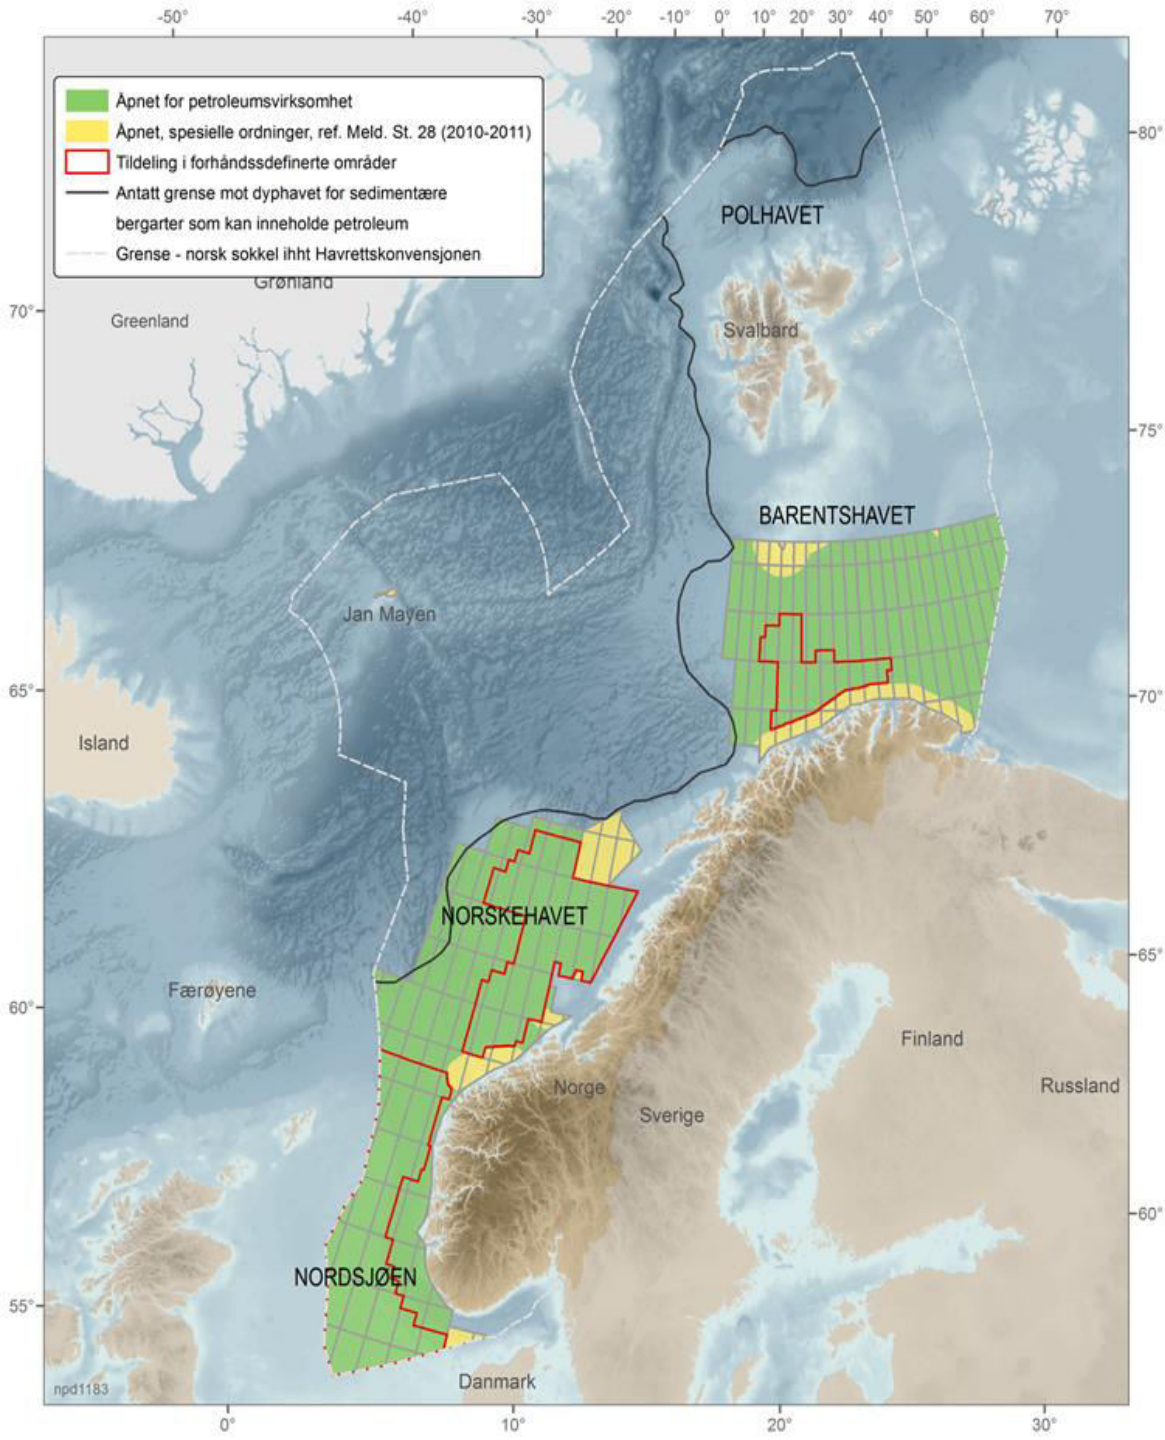 -50° -40° -30° -20° -10° 0° 10° 20° 30° 40° 50° 60° 70°
Åpnet for petroleumsvirksomhet
Åpnet, spesielle ordninger, ref. Meld. St. 28 (2010-2011)
Tildeling i forhåndssdefinerte områder
Antatt grense mot dyphavet for sedimentære
bergarter som kan inneholde petroleum
Grense - norsk sokkel ihht Havrettskonvensjonen
80°
POLHAVET
Grønland
70°
Greenland
Svalbard
75°
BARENTSHAVET
Jan Mayen
65°
70°
Island
NORSKEHAVET
65°
Færøyene
60°
Finland
Norge
Russland
Sverige
60°
NORDSJØEN
55°
Danmark
npd1183
0° 10° 20° 30°